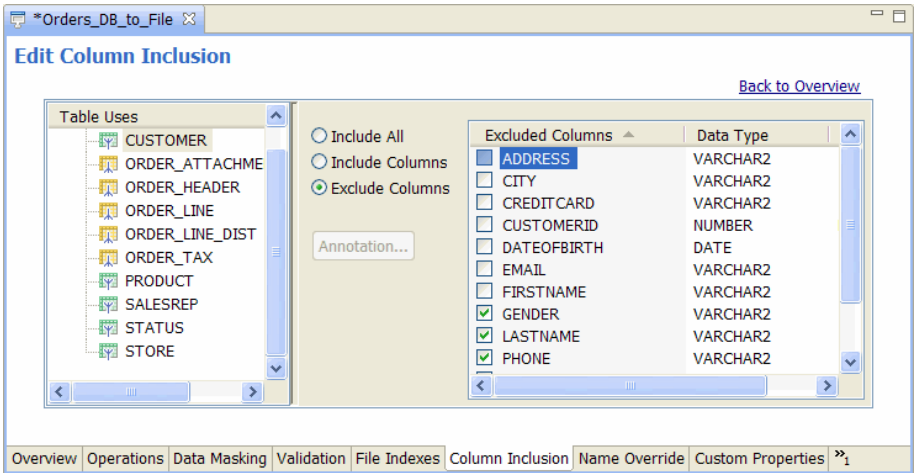 *Orders_DB_to_File
Edit Column Inclusion
Back to Overview
Table Uses
CUSTOMER
ORDER_ATTACHME
ORDER_HEADER
ORDER_LINE
ORDER_LINE_DIST
ORDER_TAX
PRODUCT
SALESREP
STATUS
STORE
Include All
Include Columns
Exclude Columns
Annotation...
Excluded Columns Data Type
ADDRESS VARCHAR2
CITY VARCHAR2
CREDITCARD VARCHAR2
CUSTOMERID NUMBER
DATEOFBIRTH DATE
EMAIL VARCHAR2
FIRSTNAME VARCHAR2
GENDER VARCHAR2
LASTNAME VARCHAR2
PHONE VARCHAR2
Overview Operations Data Masking Validation File Indexes Column Inclusion Name Override Custom Properties »1